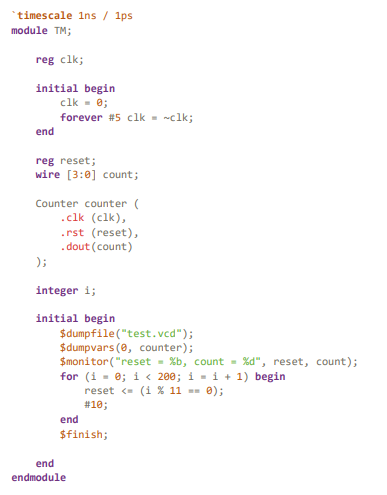 `timescale 1ns / 1ps
module TM;
reg clk;
initial begin
clk = 0;
forever #5 clk = ~clk;
end
reg reset;
wire [3:0] count;
Counter counter (
.clk (clk),
.rst (reset),
.dout(count)
);
integer i;
initial begin
$dumpfile("test.vcd");
$dumpvars(0, counter);
$monitor("reset = %b, count = %d", reset, count);
for (i = 0; i < 200; i = i + 1) begin
reset <= (i % 11 == 0);
#10;
end
$finish;
end
endmodule